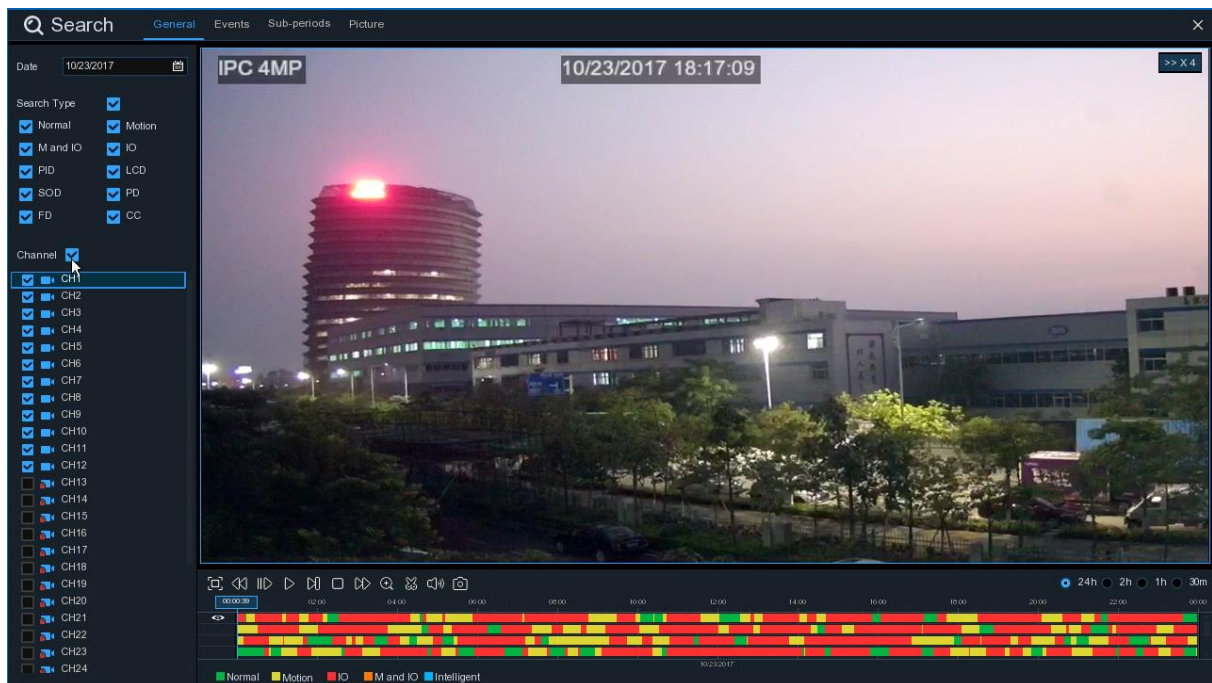 Search General Events Sub-periods Picture
Date 10/23/2017
IPC 4MP 10/23/2017 18:17:09 >> X 4
Search Type
Normal Motion
M and IO IO
PID LCD
SOD PD
FD CC
Channel
CH1
CH2
CH3
CH4
CH5
CH6
CH7
CH8
CH9
CH10
CH11
CH12
CH13
CH14
CH15
CH16
CH17
CH18
CH19
CH20
CH21
CH22
CH23
CH24
24h 2h 1h 30m
00:00:39 02:00 04:00 06:00 08:00 10:00 12:00 14:00 16:00 18:00 20:00 22:00 00:00
10/23/2017
Normal Motion IO M and IO Intelligent